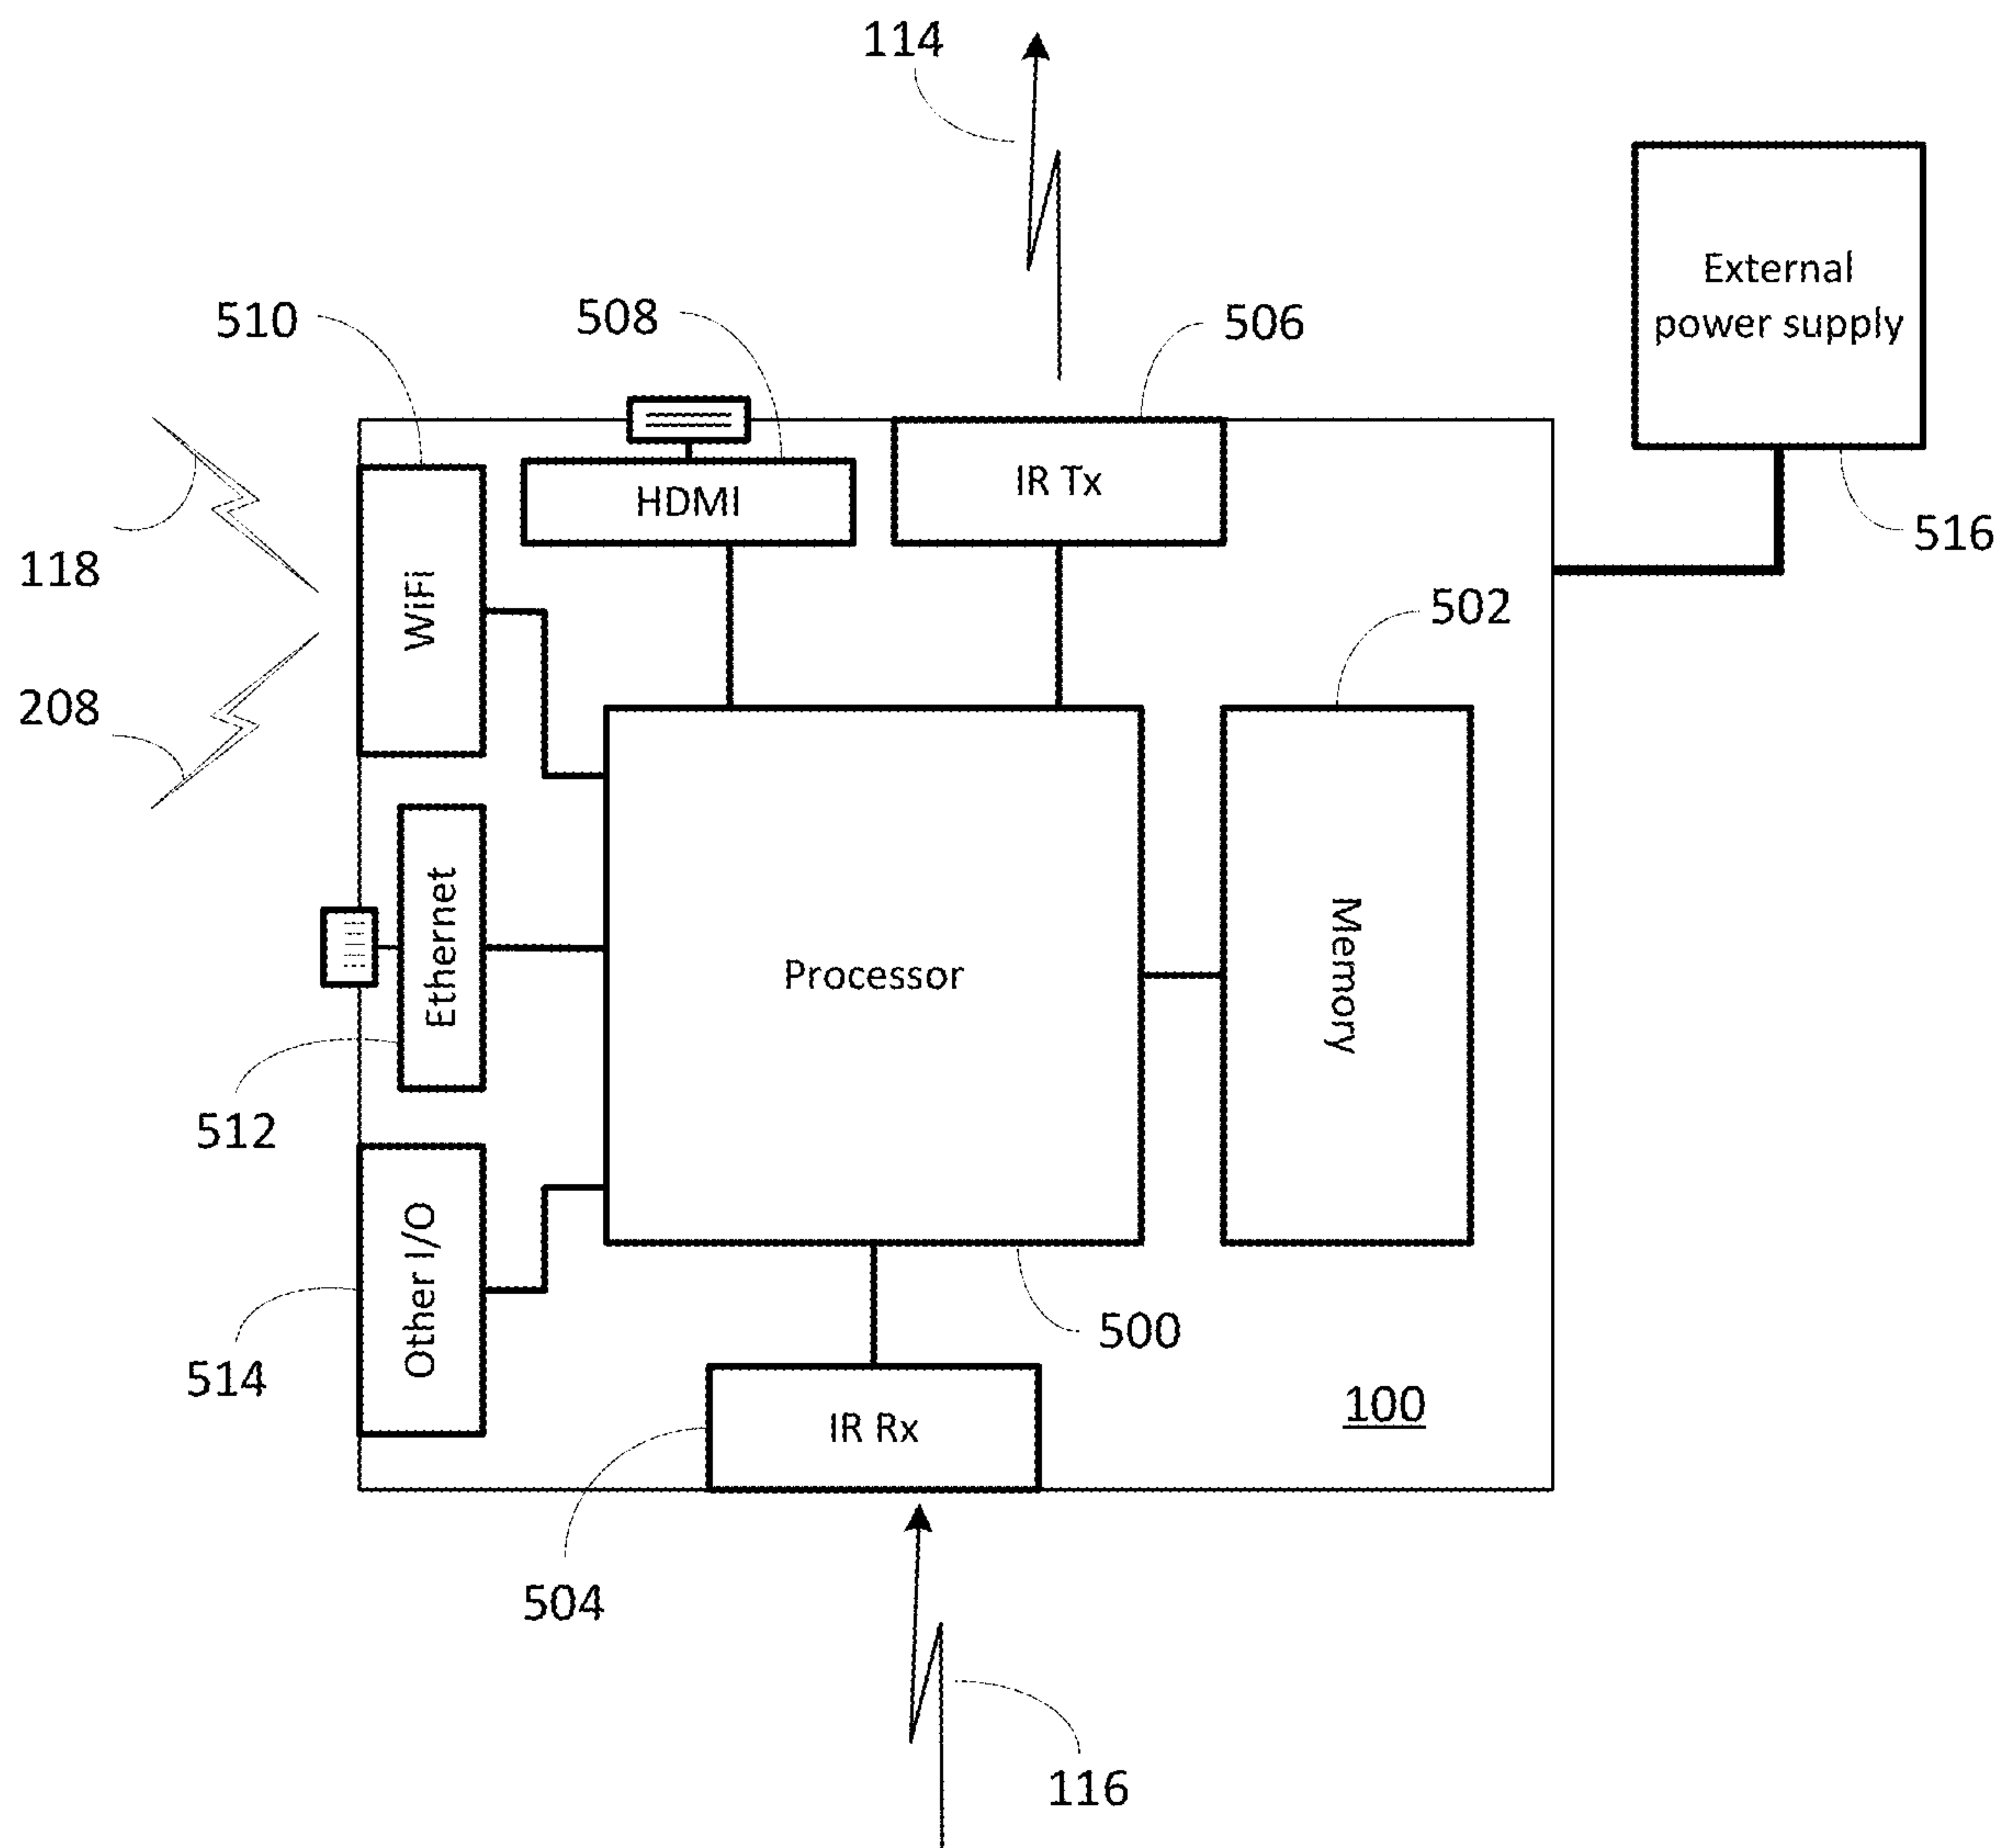 114
External
power supply
510
508
506
HDMI
IR Tx
516
118
WiFi
502
208
Ethernet
Processor
Memory
512
Other I/O
500
514
100
IR Rx
504
116